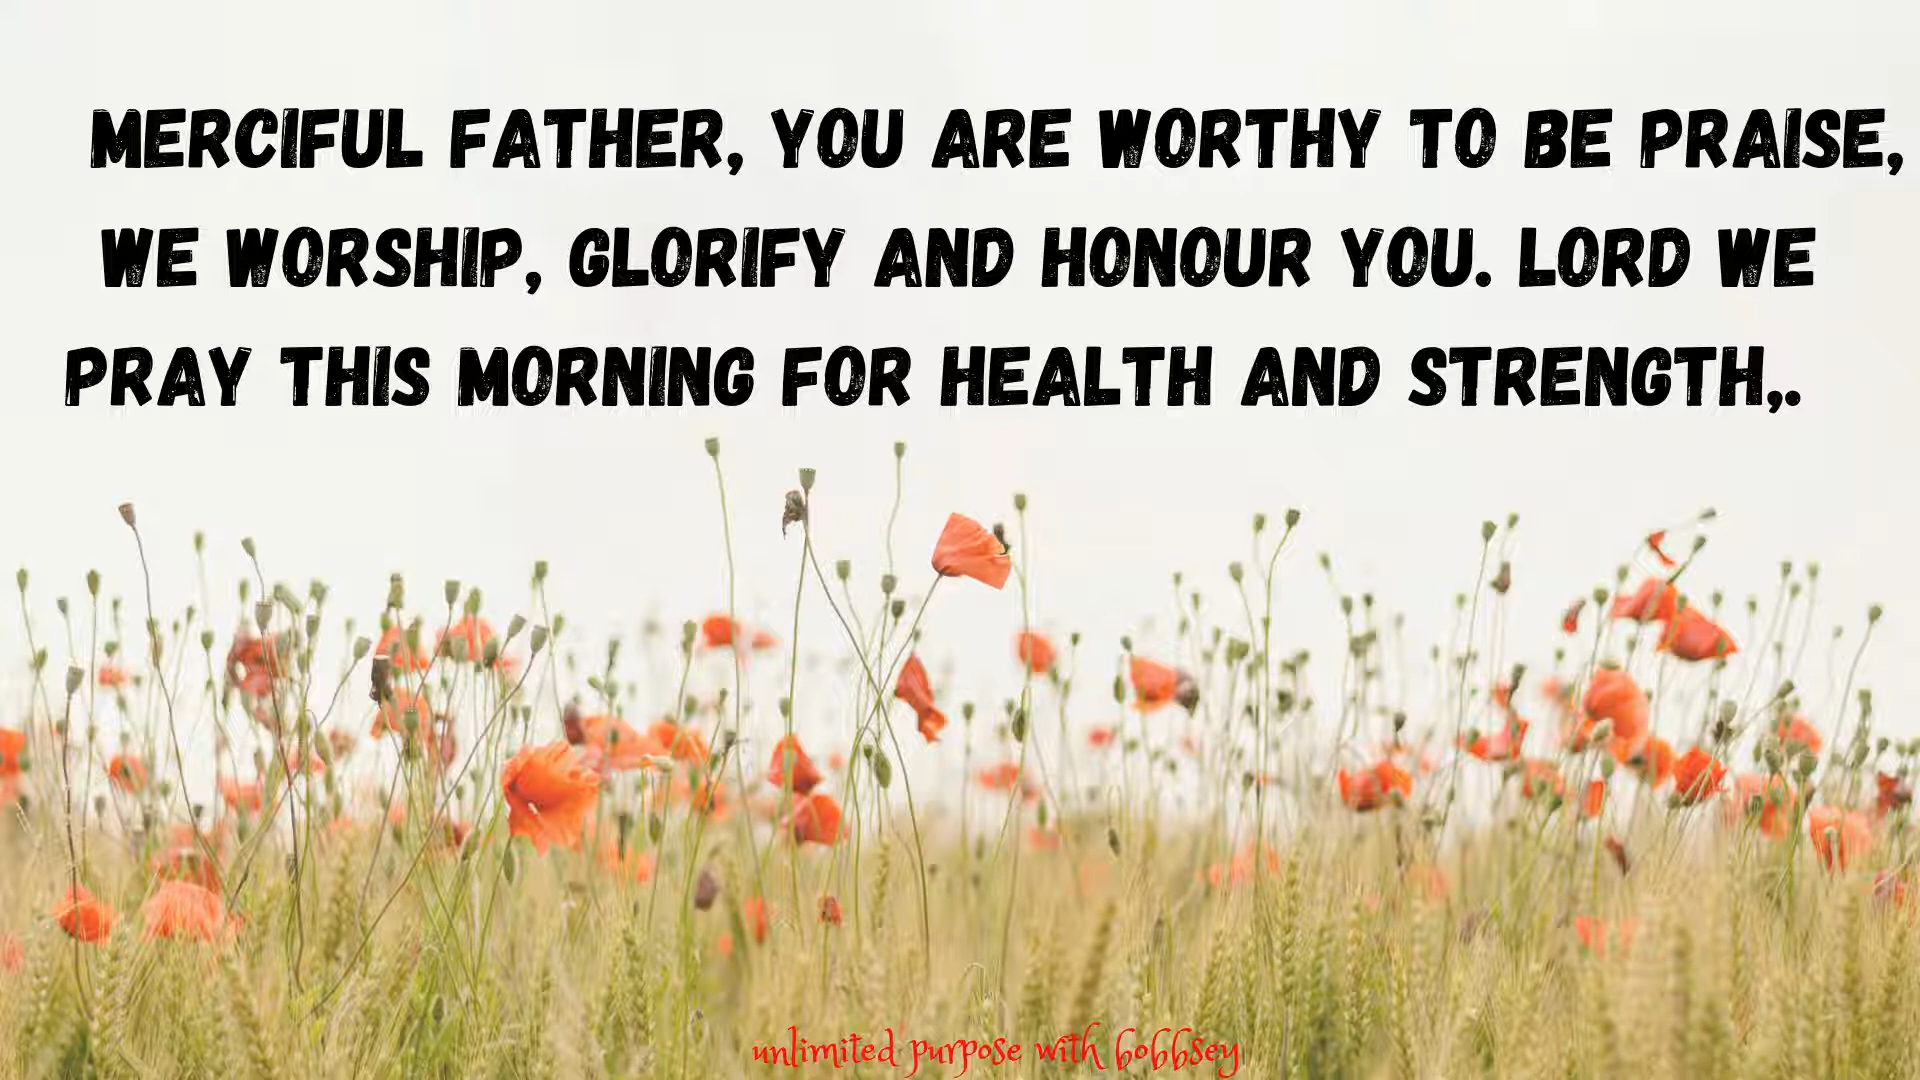 MERCIFUL FATHER, YOU ARE WORTHY TO BE PRAISE,
WE WORSHIP, GLORIFY AND HONOUR YOU. LORD WE
PRAY THIS MORNING FOR HEALTH AND STRENGTH,.
unlimited purpose with bobbsey